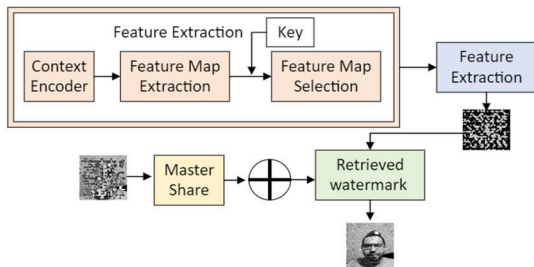 Feature Extraction
Key
Context
Encoder
Feature Map
Extraction
Feature Map
Selection
Feature
Extraction
Master
Share
Retrieved
watermark